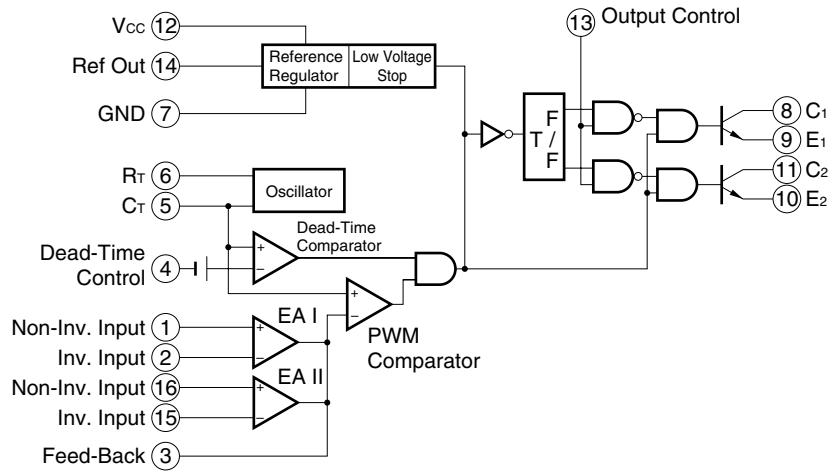 Vcc 12
Ref Out 14
GND 7
Reference Regulator
Low Voltage Stop
13 Output Control
T F/F
8 C1
9 E1
11 C2
10 E2
RT 6
CT 5
Oscillator
Dead-Time Control 4
+
−
Dead-Time Comparator
+
−
PWM Comparator
Non-Inv. Input 1
Inv. Input 2
+
−
EA I
Non-Inv. Input 16
Inv. Input 15
+
−
EA II
Feed-Back 3